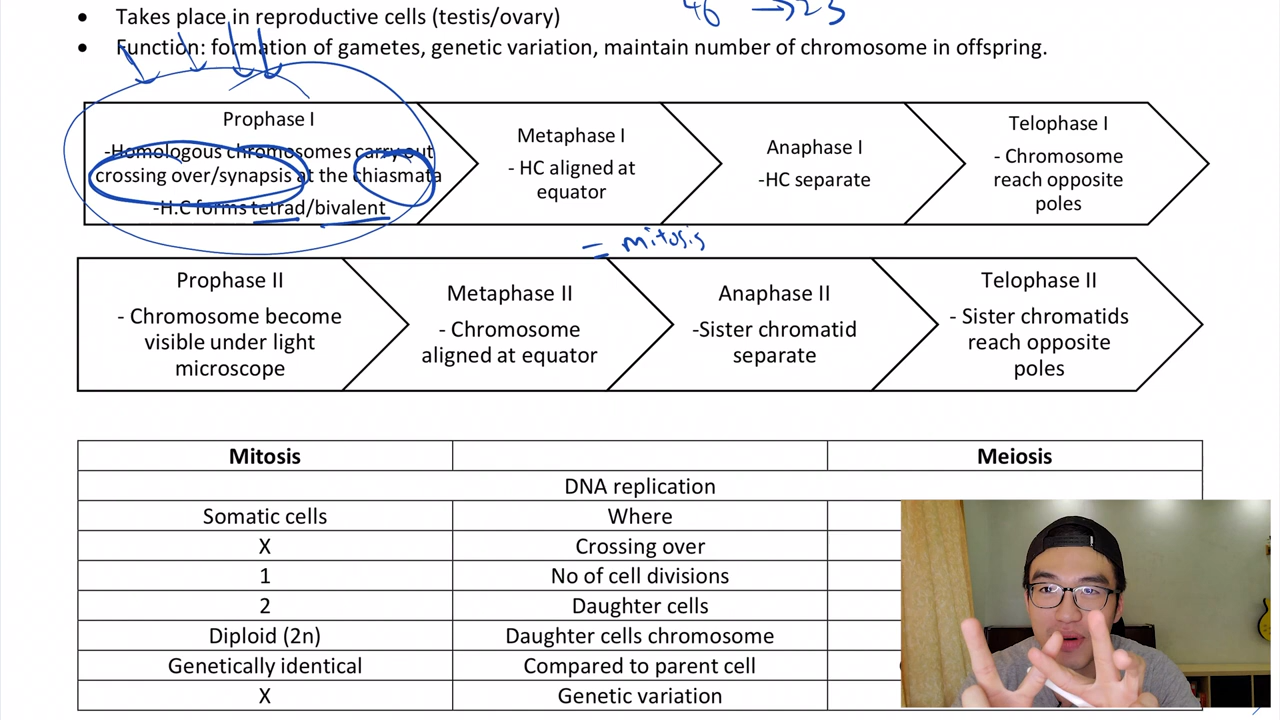 46 → 23
• Takes place in reproductive cells (testis/ovary)
• Function: formation of gametes, genetic variation, maintain number of chromosome in offspring.
Prophase I
-Homologous chromosomes carry out
crossing over/synapsis at the chiasmata
-H.C forms tetrad/bivalent
Metaphase I
- HC aligned at
equator
Anaphase I
-HC separate
Telophase I
- Chromosome
reach opposite
poles
= mitosis
Prophase II
- Chromosome become
visible under light
microscope
Metaphase II
- Chromosome
aligned at equator
Anaphase II
-Sister chromatid
separate
Telophase II
- Sister chromatids
reach opposite
poles
Mitosis Meiosis
DNA replication
Somatic cells Where
X Crossing over
1 No of cell divisions
2 Daughter cells
Diploid (2n) Daughter cells chromosome
Genetically identical Compared to parent cell
X Genetic variation